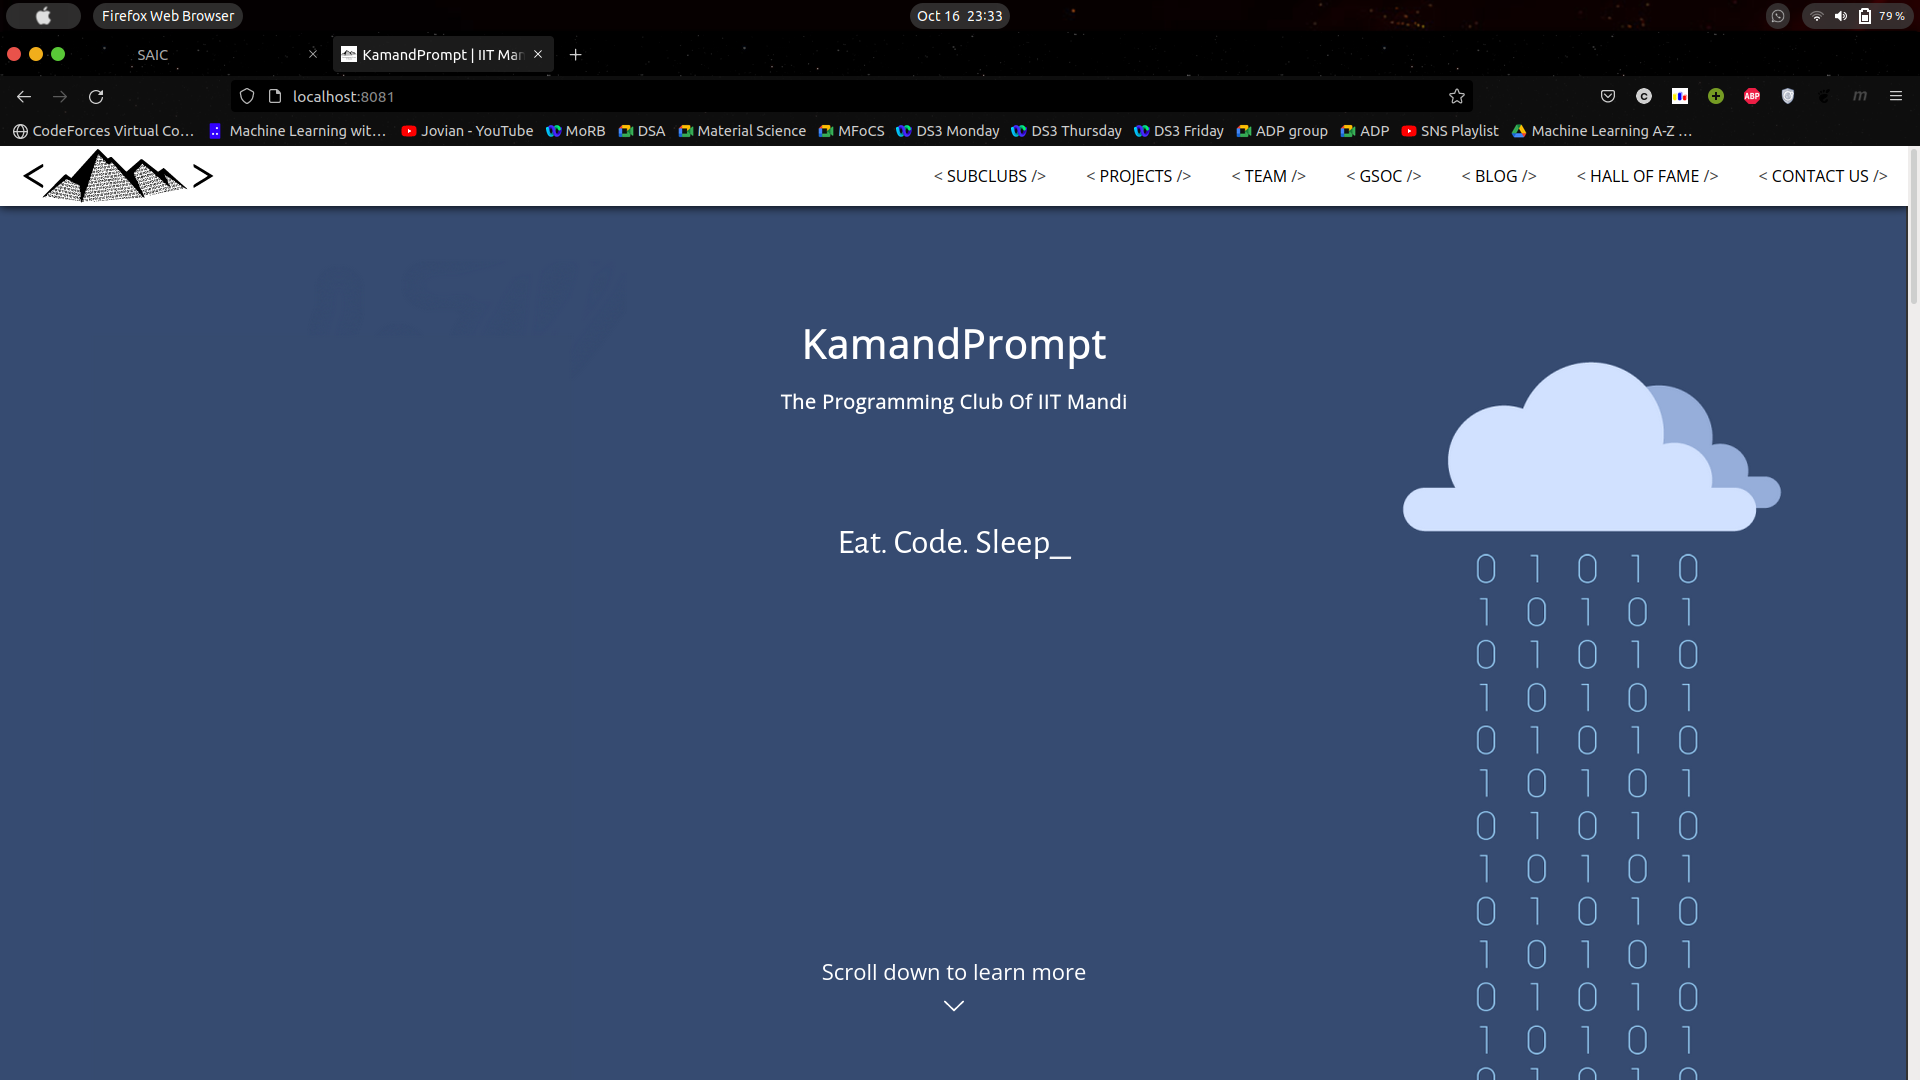 Firefox Web Browser
Oct 16 23:33
79 %
SAIC
KamandPrompt | IIT Man
localhost:8081
CodeForces Virtual Co…
Machine Learning wit…
Jovian - YouTube
MoRB
DSA
Material Science
MFoCS
DS3 Monday
DS3 Thursday
DS3 Friday
ADP group
ADP
SNS Playlist
Machine Learning A-Z …
ABP
< >
< SUBCLUBS />
< PROJECTS />
< TEAM />
< GSOC />
< BLOG />
< HALL OF FAME />
< CONTACT US />
KamandPrompt
The Programming Club Of IIT Mandi
Eat. Code. Sleep_
0 1 0 1 0
1 0 1 0 1
0 1 0 1 0
1 0 1 0 1
0 1 0 1 0
1 0 1 0 1
0 1 0 1 0
1 0 1 0 1
0 1 0 1 0
1 0 1 0 1
0 1 0 1 0
1 0 1 0 1
0 1 0 1 0
Scroll down to learn more